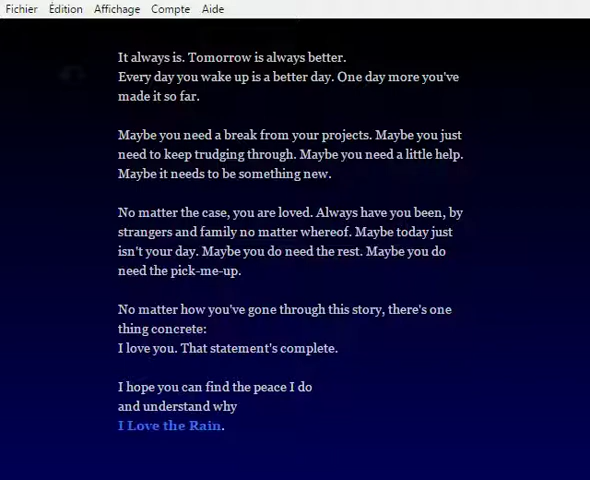 Fichier Édition Affichage Compte Aide
It always is. Tomorrow is always better.
Every day you wake up is a better day. One day more you've
made it so far.
Maybe you need a break from your projects. Maybe you just
need to keep trudging through. Maybe you need a little help.
Maybe it needs to be something new.
No matter the case, you are loved. Always have you been, by
strangers and family no matter whereof. Maybe today just
isn't your day. Maybe you do need the rest. Maybe you do
need the pick-me-up.
No matter how you've gone through this story, there's one
thing concrete:
I love you. That statement's complete.
I hope you can find the peace I do
and understand why
I Love the Rain.